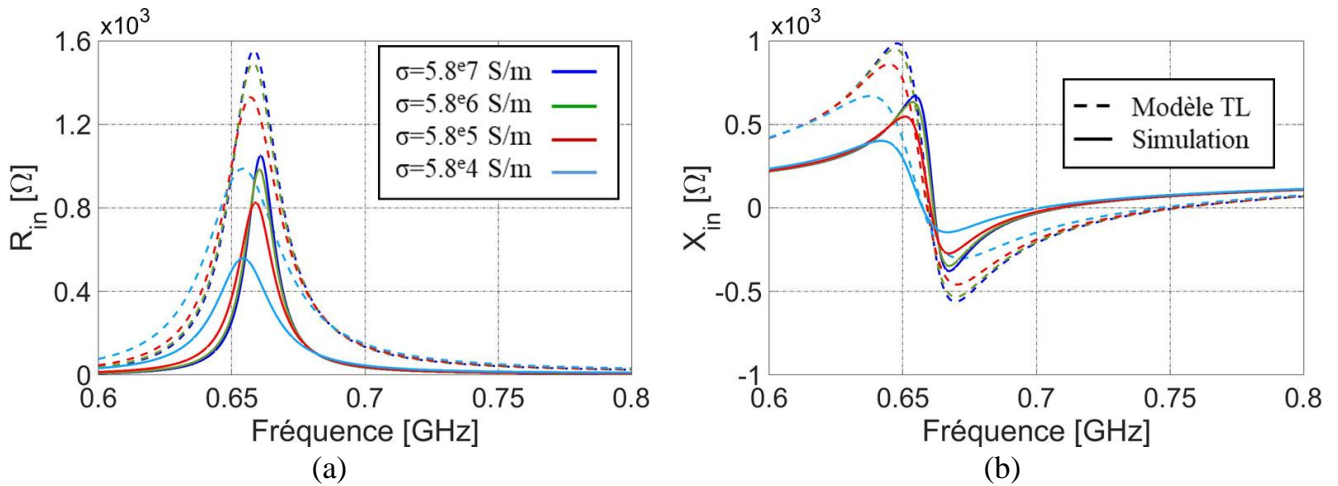 x10³
1.6
1.2
0.8
0.4
0
R_in [Ω]
0.6
0.65
0.7
0.75
0.8
Fréquence [GHz]
σ=5.8ᵉ7 S/m
σ=5.8ᵉ6 S/m
σ=5.8ᵉ5 S/m
σ=5.8ᵉ4 S/m
(a)
x10³
1
0.5
0
-0.5
-1
X_in [Ω]
0.6
0.65
0.7
0.75
0.8
Fréquence [GHz]
Modèle TL
Simulation
(b)